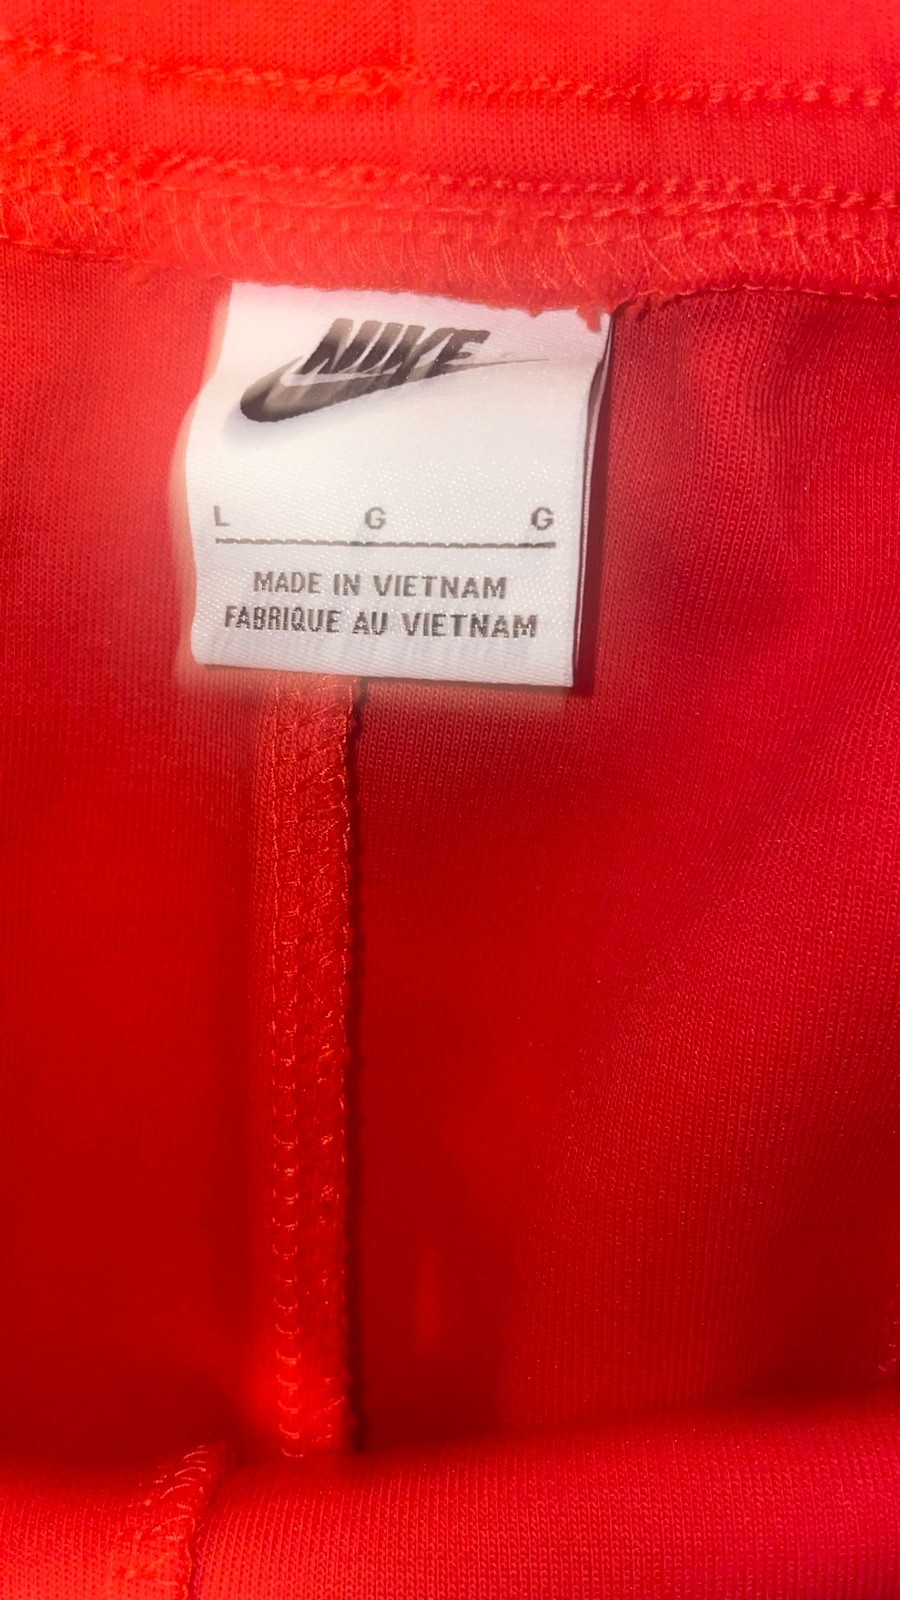 NIKE
L G G
MADE IN VIETNAM
FABRIQUE AU VIETNAM